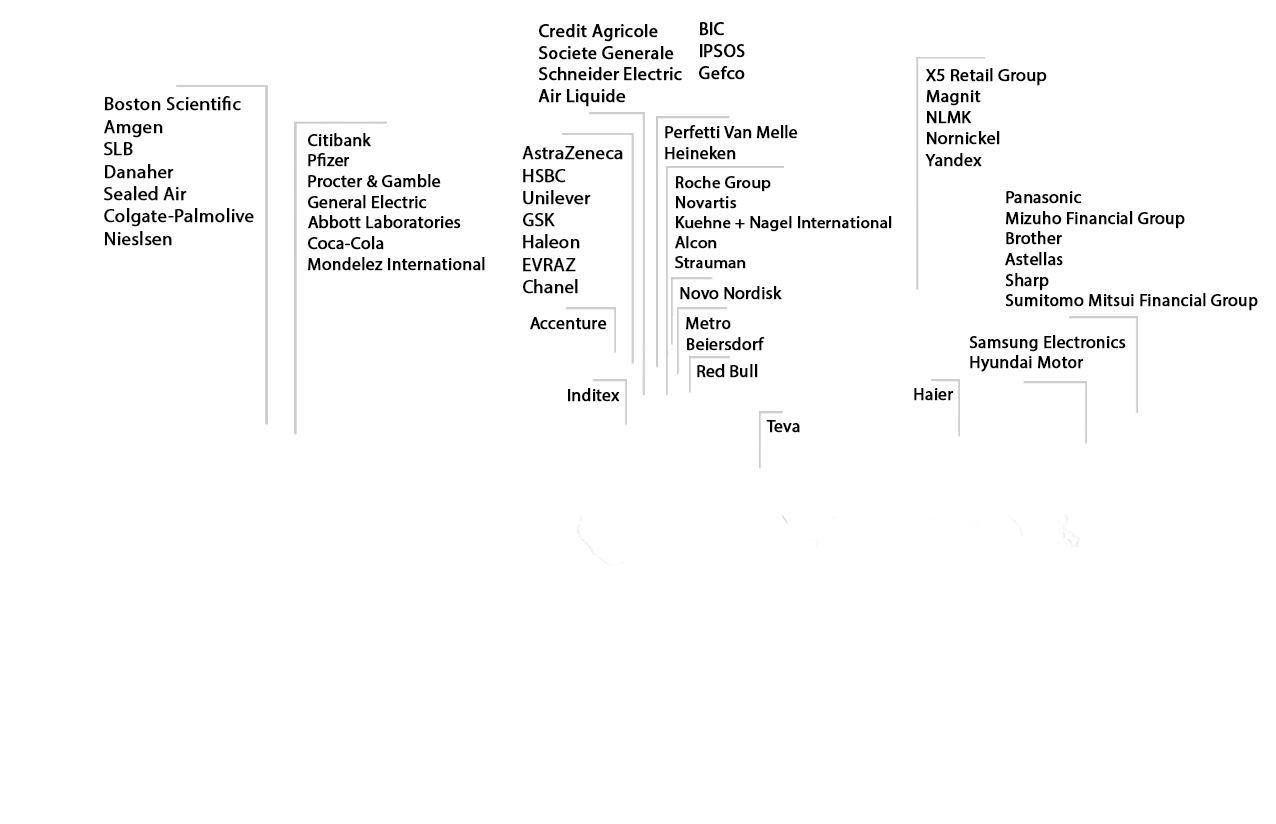 Boston Scientific
Amgen
SLB
Danaher
Sealed Air
Colgate-Palmolive
Nieslsen
Citibank
Pfizer
Procter & Gamble
General Electric
Abbott Laboratories
Coca-Cola
Mondelez International
Credit Agricole
Societe Generale
Schneider Electric
Air Liquide
BIC
IPSOS
Gefco
AstraZeneca
HSBC
Unilever
GSK
Haleon
EVRAZ
Chanel
Accenture
Inditex
Perfetti Van Melle
Heineken
Roche Group
Novartis
Kuehne + Nagel International
Alcon
Strauman
Novo Nordisk
Metro
Beiersdorf
Red Bull
Teva
X5 Retail Group
Magnit
NLMK
Nornickel
Yandex
Panasonic
Mizuho Financial Group
Brother
Astellas
Sharp
Sumitomo Mitsui Financial Group
Samsung Electronics
Hyundai Motor
Haier